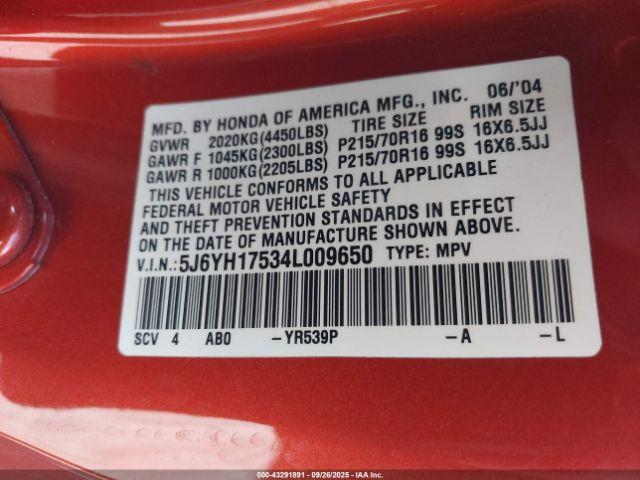 MFD. BY HONDA OF AMERICA MFG., INC. 06/'04
GVWR 2020KG(4450LBS) TIRE SIZE RIM SIZE
GAWR F 1045KG(2300LBS) P215/70R16 99S 16X6.5JJ
GAWR R 1000KG(2205LBS) P215/70R16 99S 16X6.5JJ
THIS VEHICLE CONFORMS TO ALL APPLICABLE
FEDERAL MOTOR VEHICLE SAFETY
AND THEFT PREVENTION STANDARDS IN EFFECT
ON THE DATE OF MANUFACTURE SHOWN ABOVE.
V.I.N.:5J6YH17534L009650 TYPE: MPV
SCV 4 AB0 -YR539P -A -L
000-43291891 - 09/26/2025 - IAAI, Inc.